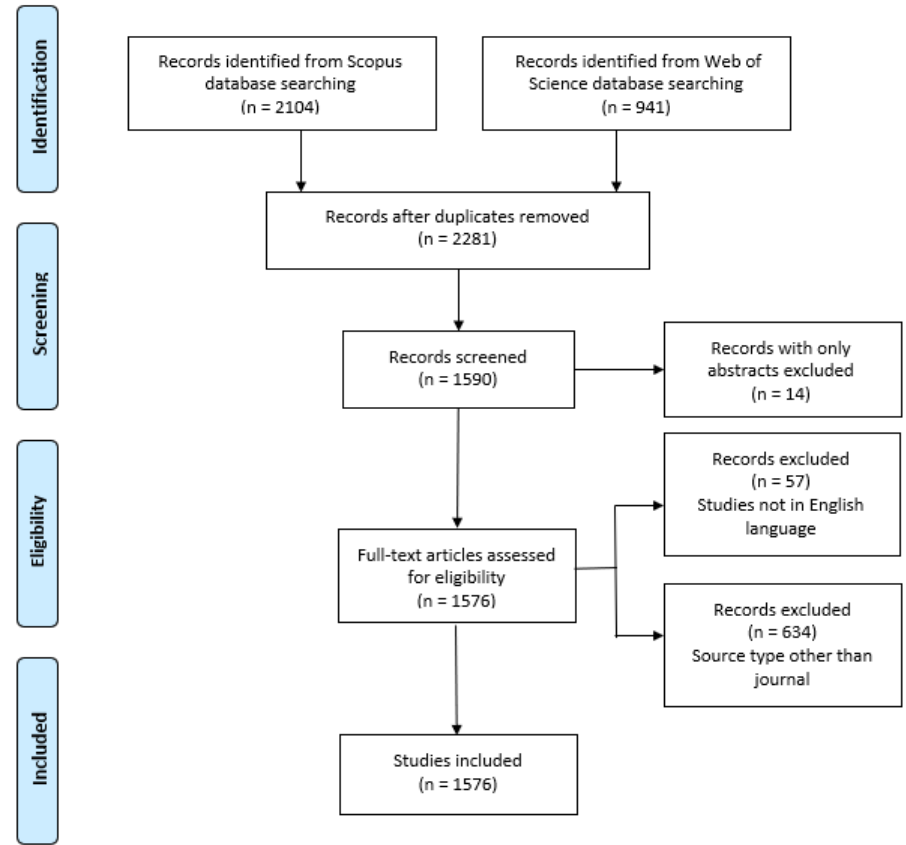 Identification
Records identified from Scopus
database searching
(n = 2104)
Records identified from Web of
Science database searching
(n = 941)
Records after duplicates removed
(n = 2281)
Screening
Records screened
(n = 1590)
Records with only
abstracts excluded
(n = 14)
Eligibility
Full-text articles assessed
for eligibility
(n = 1576)
Records excluded
(n = 57)
Studies not in English
language
Records excluded
(n = 634)
Source type other than
journal
Included
Studies included
(n = 1576)